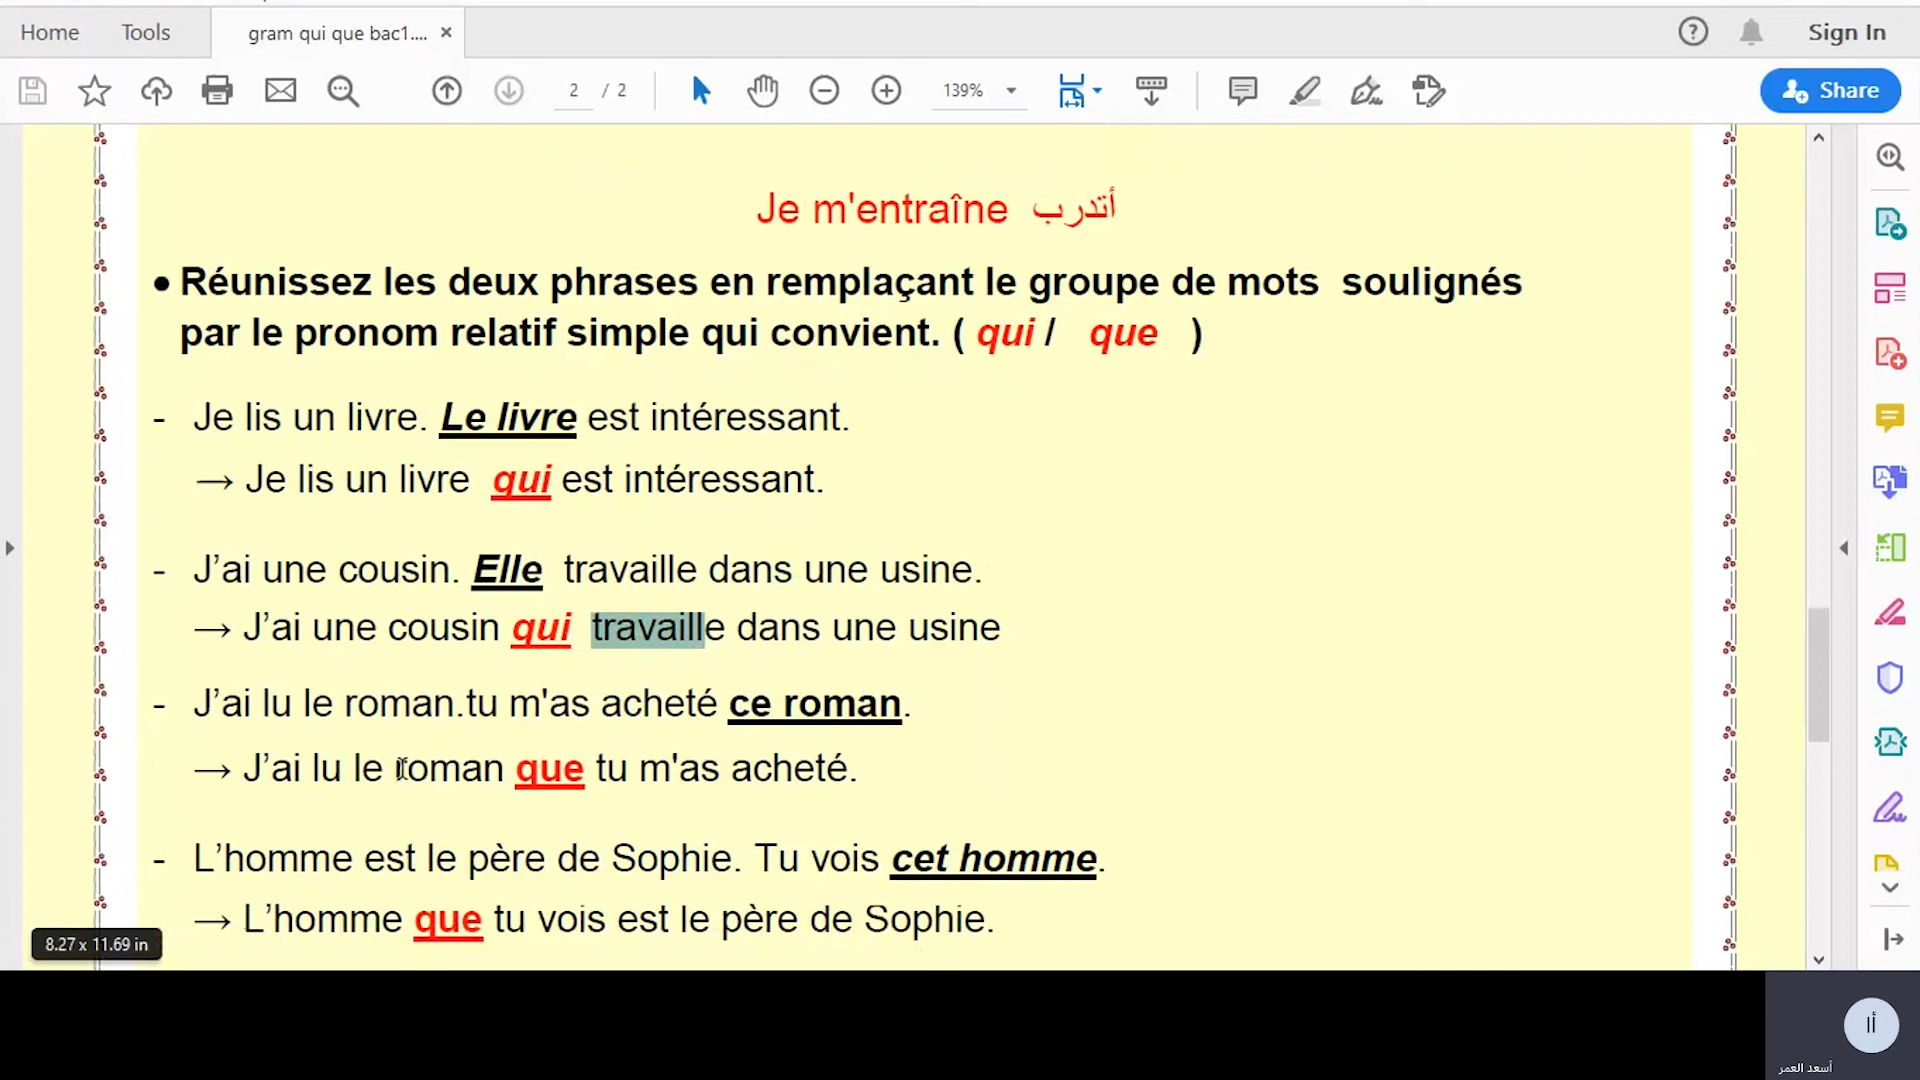 Home Tools gram qui que bac1.... × Sign In
2 / 2 139% Share
Je m'entraîne أتدرب
• Réunissez les deux phrases en remplaçant le groupe de mots soulignés
par le pronom relatif simple qui convient. ( qui / que )
- Je lis un livre. Le livre est intéressant.
→ Je lis un livre qui est intéressant.
- J’ai une cousin. Elle travaille dans une usine.
→ J’ai une cousin qui travaille dans une usine
- J’ai lu le roman.tu m'as acheté ce roman.
→ J’ai lu le roman que tu m'as acheté.
- L’homme est le père de Sophie. Tu vois cet homme.
→ L’homme que tu vois est le père de Sophie.
8.27 x 11.69 in
أا
أسعد العمر